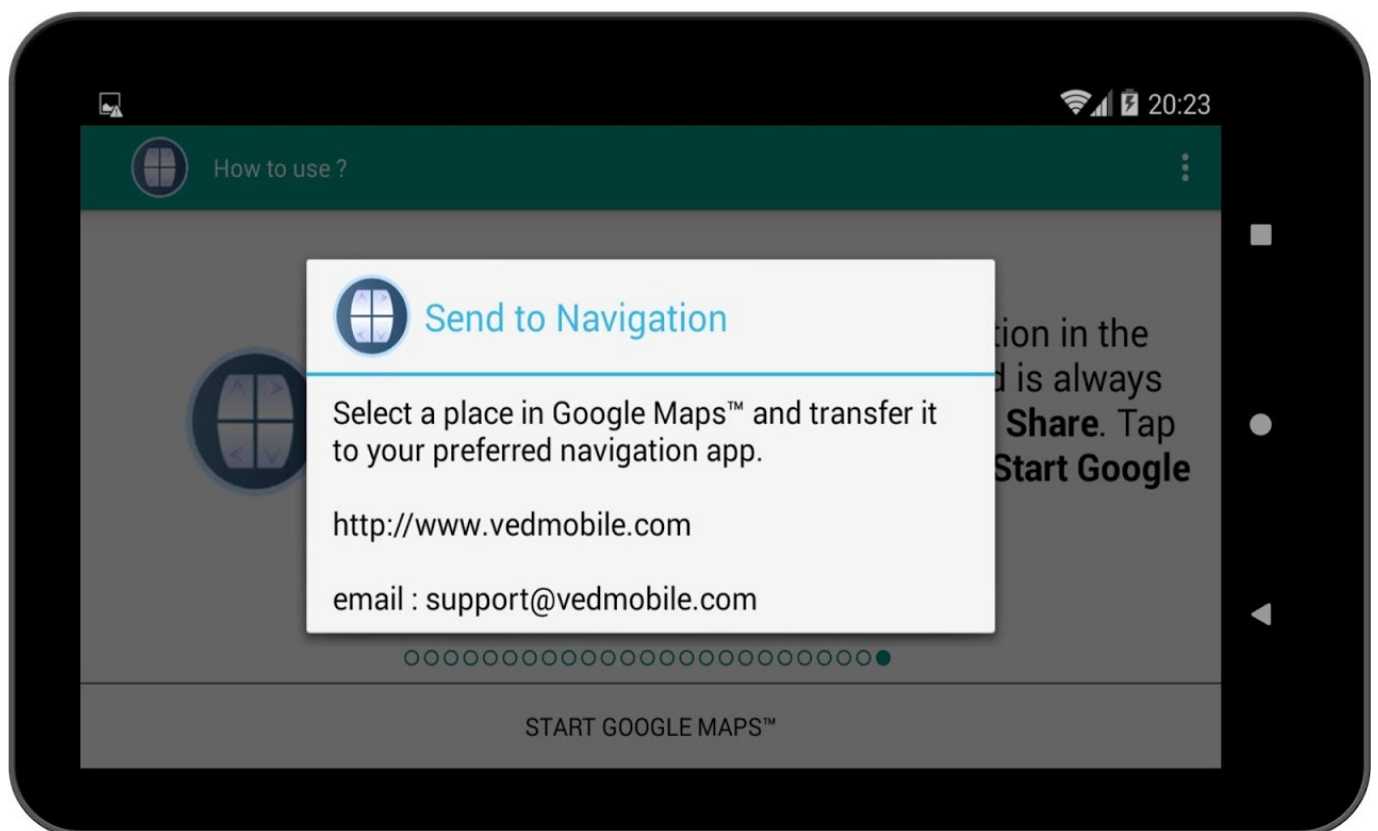 20:23
How to use ?
Send to Navigation
Select a place in Google Maps™ and transfer it
to your preferred navigation app.
http://www.vedmobile.com
email : support@vedmobile.com
in the
is always
Share. Tap
Start Google
START GOOGLE MAPS™